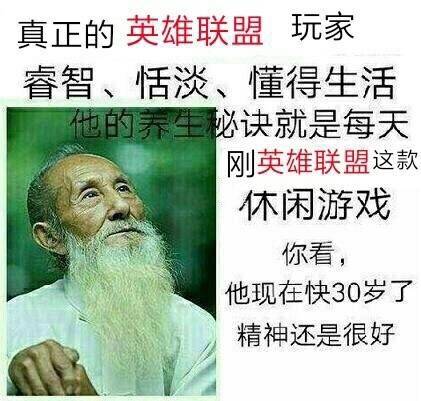 真正的 英雄联盟 玩家
睿智、恬淡、懂得生活
他的养生秘诀就是每天
刚英雄联盟这款
休闲游戏
你看，
他现在快30岁了
精神还是很好